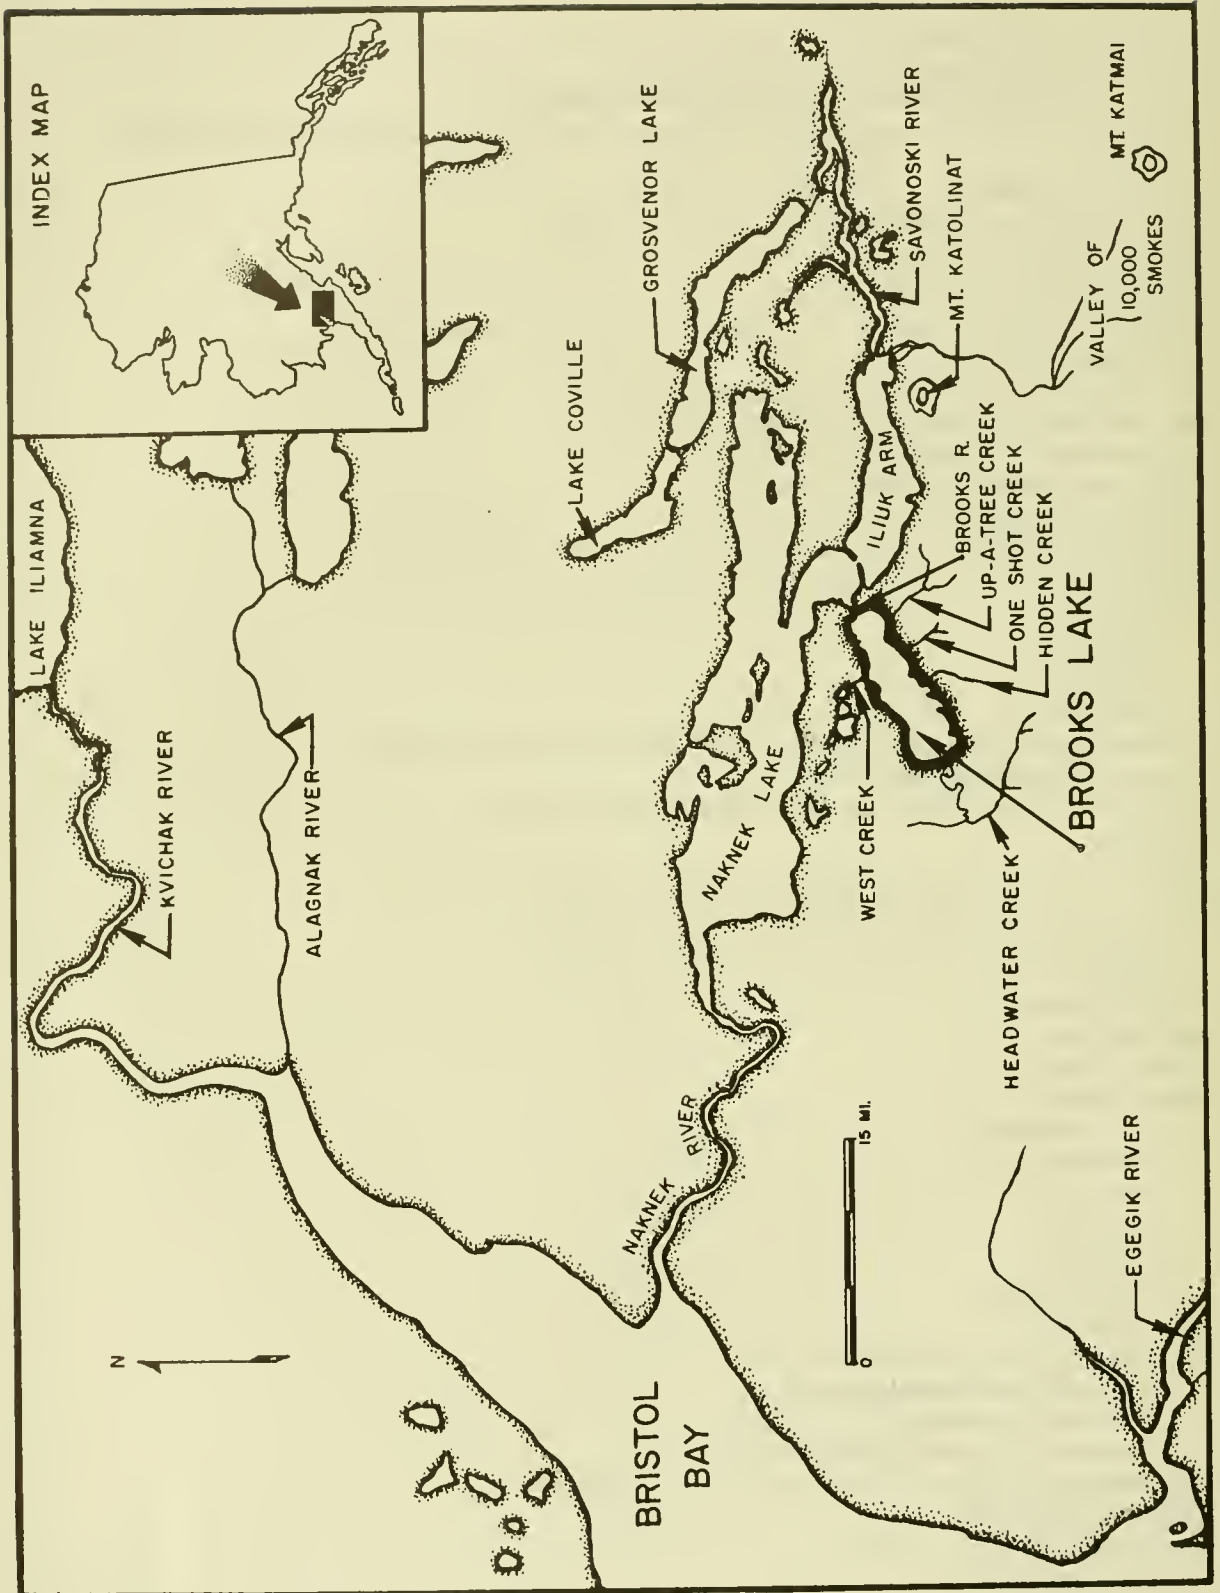 INDEX MAP
LAKE ILIAMNA
KVICHAK RIVER
ALAGNAK RIVER
N
LAKE COVILLE
GROSVENOR LAKE
SAVONOSKI RIVER
MT. KATOLINAT
MT. KATMAI
VALLEY OF
10,000
SMOKES
ILIUK ARM
BROOKS R.
UP-A-TREE CREEK
ONE SHOT CREEK
HIDDEN CREEK
BROOKS LAKE
NAKNEK LAKE
WEST CREEK
HEADWATER CREEK
NAKNEK RIVER
BRISTOL
BAY
0 15 MI.
EGEGIK RIVER